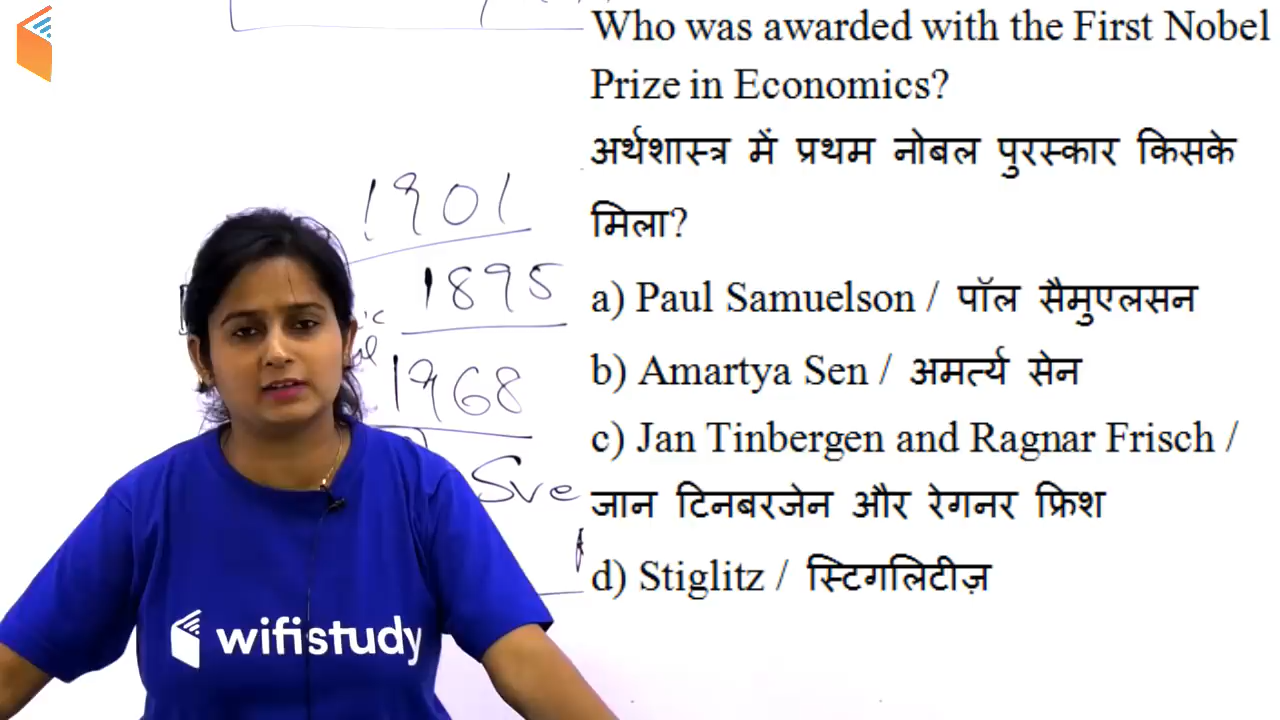 Who was awarded with the First Nobel
Prize in Economics?
अर्थशास्त्र में प्रथम नोबल पुरस्कार किसके
मिला?
a) Paul Samuelson / पॉल सैमुएलसन
b) Amartya Sen / अमर्त्य सेन
c) Jan Tinbergen and Ragnar Frisch /
जान टिनबरजेन और रेगनर फ्रिश
d) Stiglitz / स्टिगलिटीज़
1901
1895
1968
Sve
wifistudy